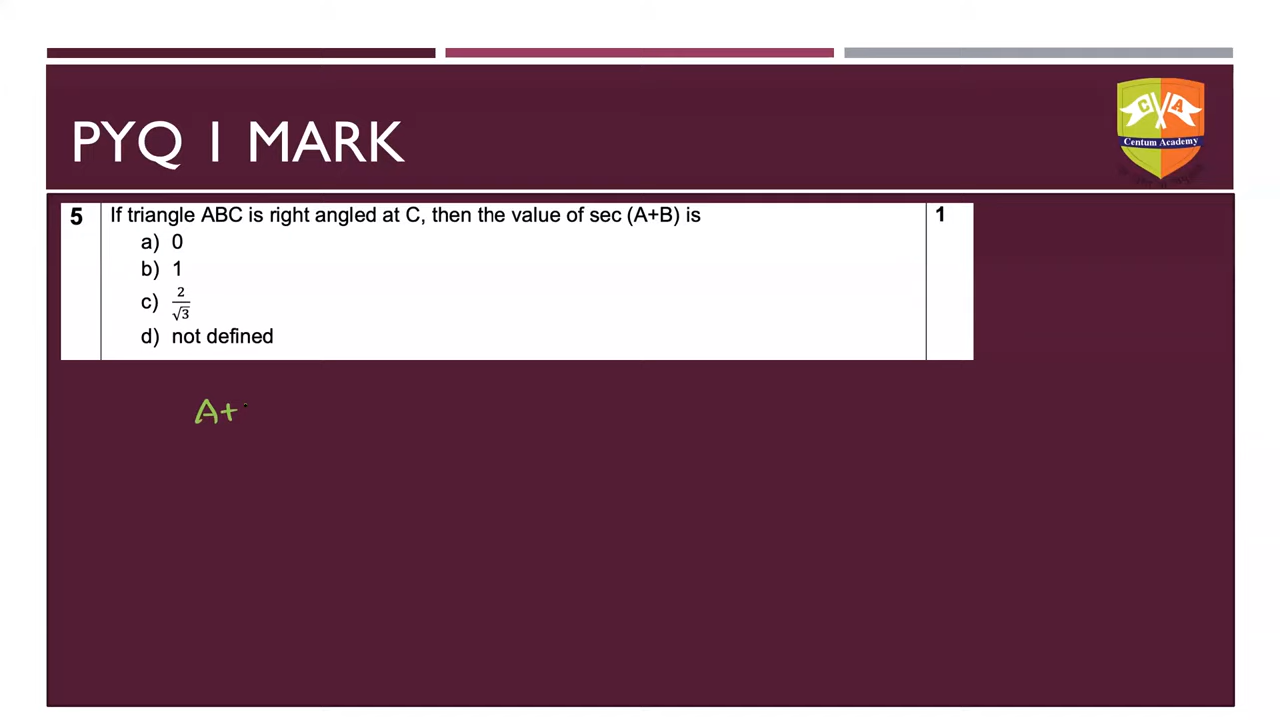 PYQ 1 MARK
C A
Centum Academy
5 If triangle ABC is right angled at C, then the value of sec (A+B) is 1
a) 0
b) 1
c) 2/√3
d) not defined
A+